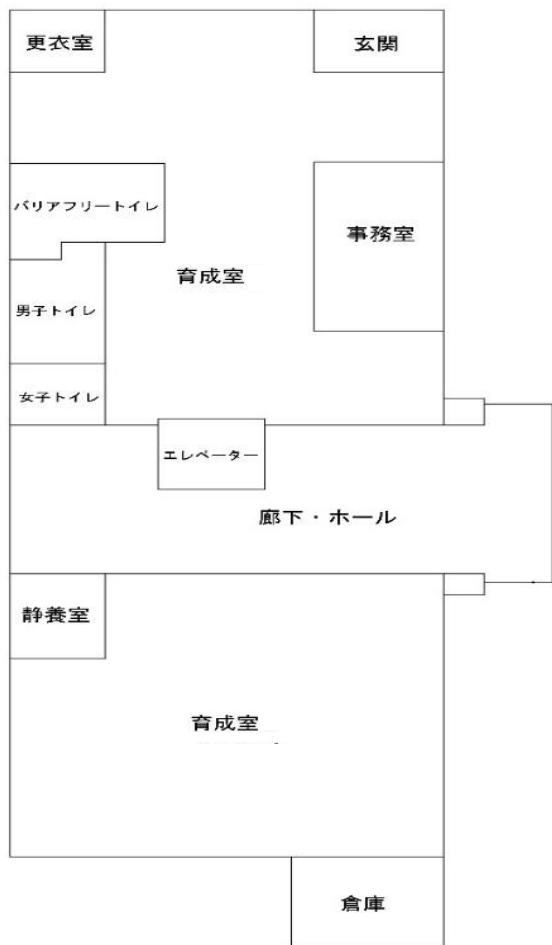 更衣室
玄関
バリアフリートイレ
事務室
育成室
男子トイレ
女子トイレ
エレベーター
廊下・ホール
静養室
育成室
倉庫